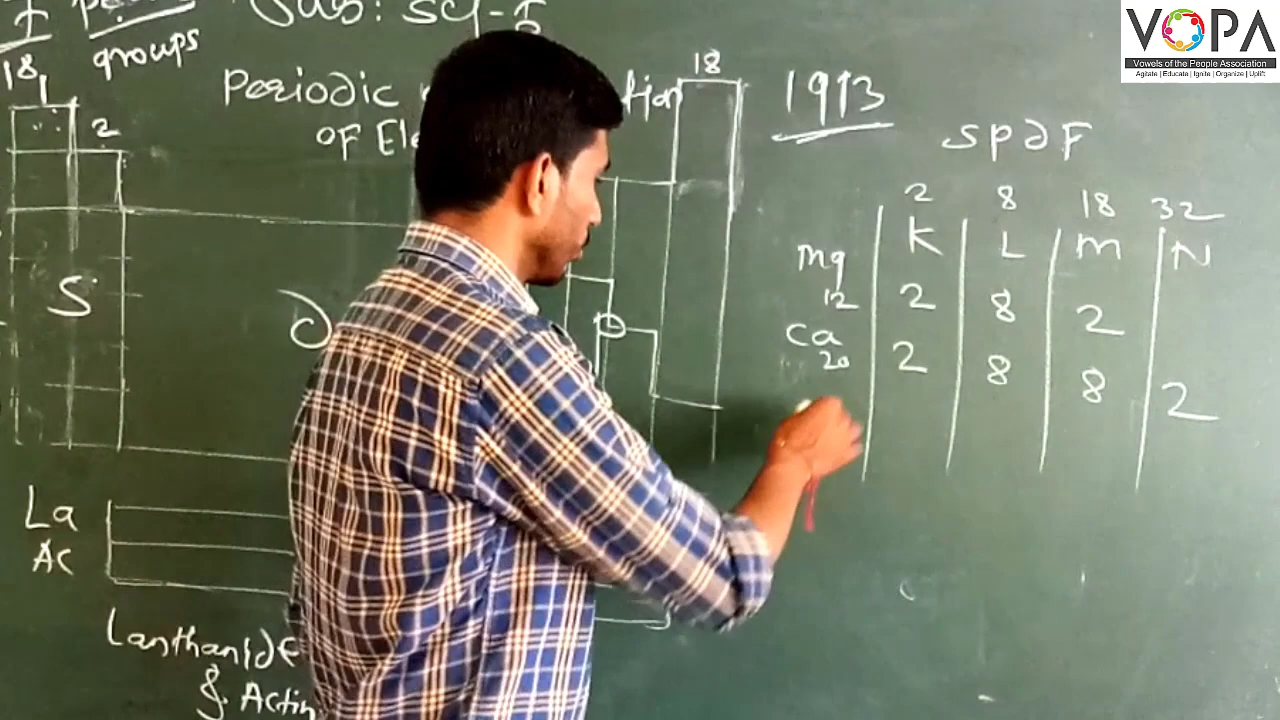 Sub: Sci-
18 groups
1
2
18
Periodic
OF Ele
1913
S P d F
2 8 18 32
K L M N
Mg
12 2 8 2
Ca
20 2 8 8 2
S
d
La
Ac
Lanthanide
& Actin
VOPA
Vowels of the People Association
Agitate | Educate | Ignite | Organize | Uplift